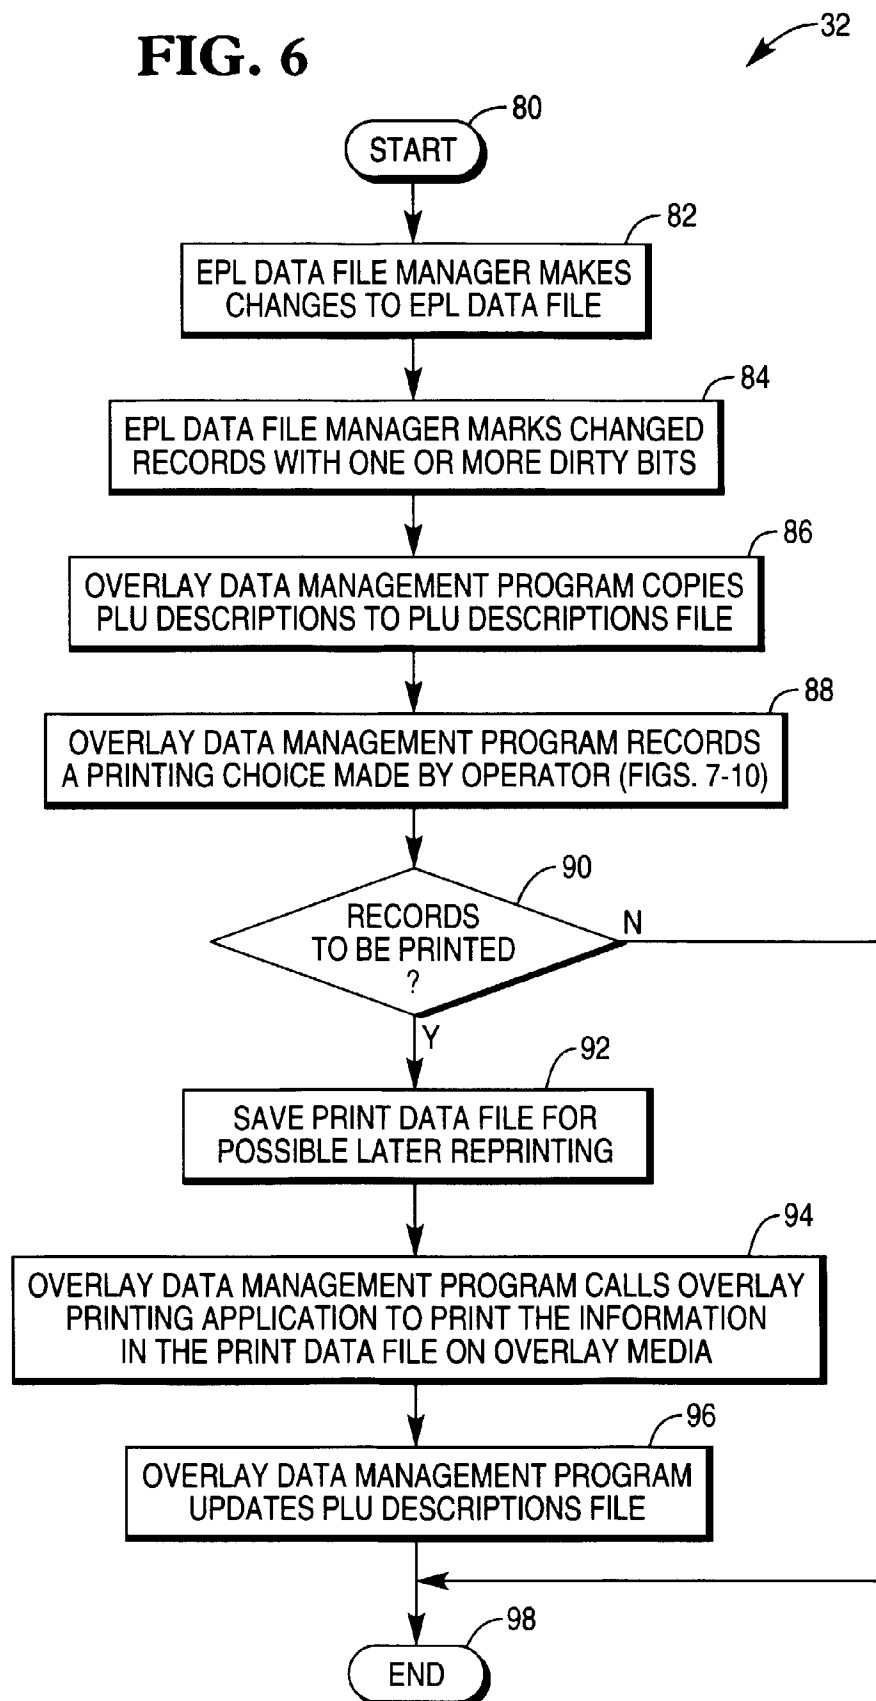 FIG. 6
32
80
START
82
EPL DATA FILE MANAGER MAKES
CHANGES TO EPL DATA FILE
84
EPL DATA FILE MANAGER MARKS CHANGED
RECORDS WITH ONE OR MORE DIRTY BITS
86
OVERLAY DATA MANAGEMENT PROGRAM COPIES
PLU DESCRIPTIONS TO PLU DESCRIPTIONS FILE
88
OVERLAY DATA MANAGEMENT PROGRAM RECORDS
A PRINTING CHOICE MADE BY OPERATOR (FIGS. 7-10)
90
RECORDS
TO BE PRINTED
?
N
Y
92
SAVE PRINT DATA FILE FOR
POSSIBLE LATER REPRINTING
94
OVERLAY DATA MANAGEMENT PROGRAM CALLS OVERLAY
PRINTING APPLICATION TO PRINT THE INFORMATION
IN THE PRINT DATA FILE ON OVERLAY MEDIA
96
OVERLAY DATA MANAGEMENT PROGRAM
UPDATES PLU DESCRIPTIONS FILE
98
END